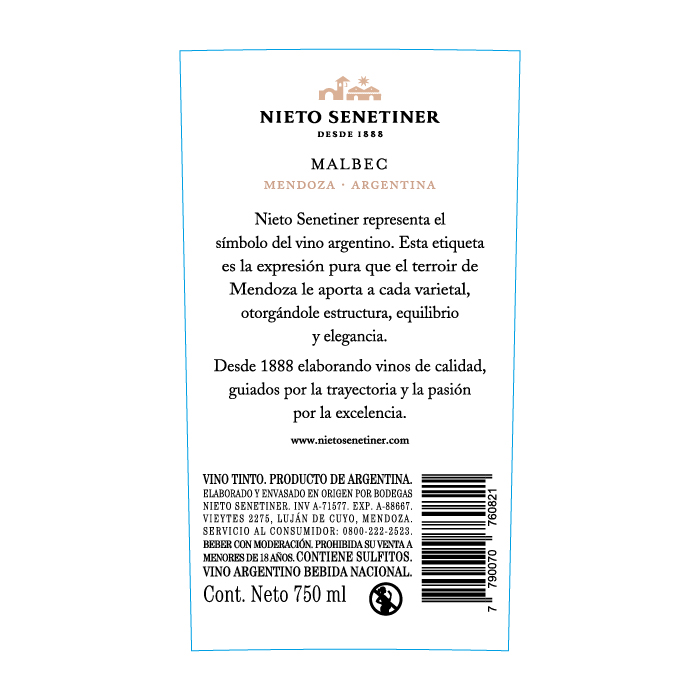 NIETO SENETINER
DESDE 1888
MALBEC
MENDOZA · ARGENTINA
Nieto Senetiner representa el
símbolo del vino argentino. Esta etiqueta
es la expresión pura que el terroir de
Mendoza le aporta a cada varietal,
otorgándole estructura, equilibrio
y elegancia.
Desde 1888 elaborando vinos de calidad,
guiados por la trayectoria y la pasión
por la excelencia.
www.nietosenetiner.com
VINO TINTO. PRODUCTO DE ARGENTINA.
ELABORADO Y ENVASADO EN ORIGEN POR BODEGAS
NIETO SENETINER. INV A-71577. EXP. A-88667.
VIEYTES 2275, LUJÁN DE CUYO, MENDOZA.
SERVICIO AL CONSUMIDOR: 0800-222-2523.
BEBER CON MODERACIÓN. PROHIBIDA SU VENTA A
MENORES DE 18 AÑOS. CONTIENE SULFITOS.
VINO ARGENTINO BEBIDA NACIONAL.
Cont. Neto 750 ml
7 790070 760821